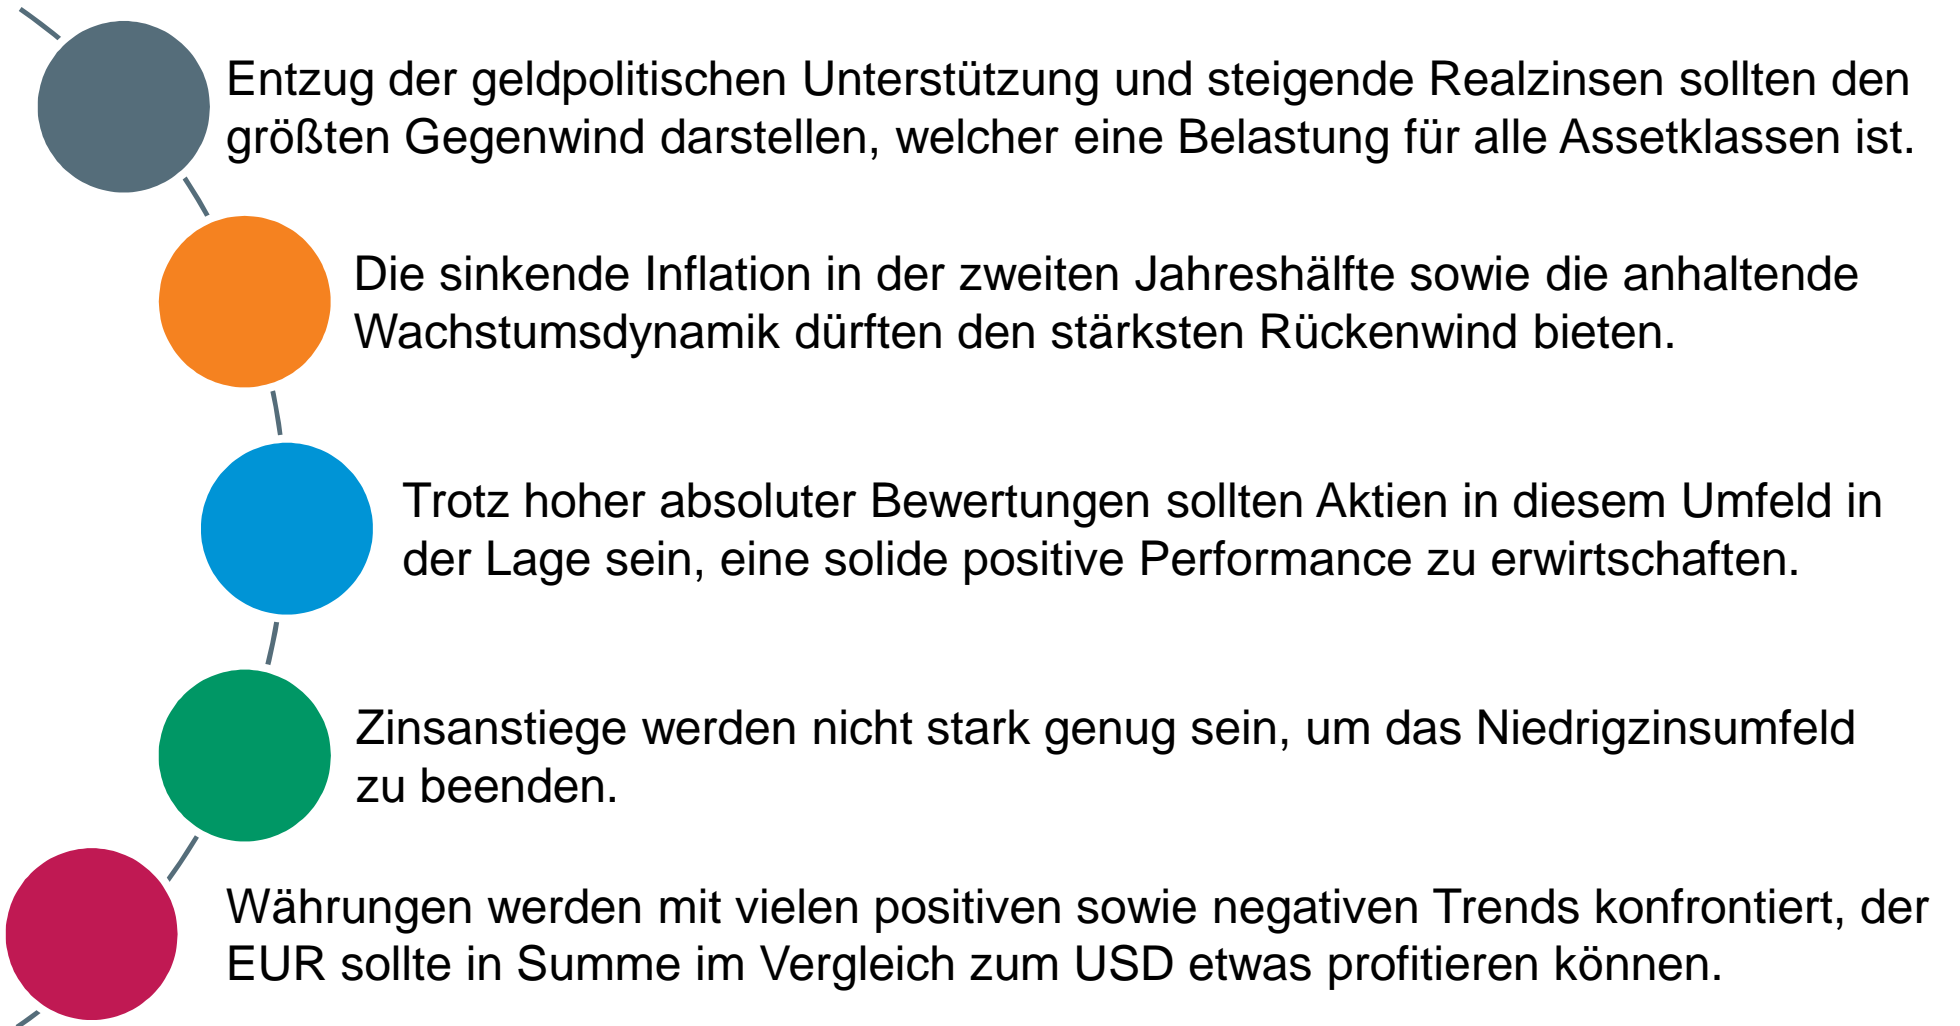 Entzug der geldpolitischen Unterstützung und steigende Realzinsen sollten den
größten Gegenwind darstellen, welcher eine Belastung für alle Assetklassen ist.
Die sinkende Inflation in der zweiten Jahreshälfte sowie die anhaltende
Wachstumsdynamik dürften den stärksten Rückenwind bieten.
Trotz hoher absoluter Bewertungen sollten Aktien in diesem Umfeld in
der Lage sein, eine solide positive Performance zu erwirtschaften.
Zinsanstiege werden nicht stark genug sein, um das Niedrigzinsumfeld
zu beenden.
Währungen werden mit vielen positiven sowie negativen Trends konfrontiert, der
EUR sollte in Summe im Vergleich zum USD etwas profitieren können.